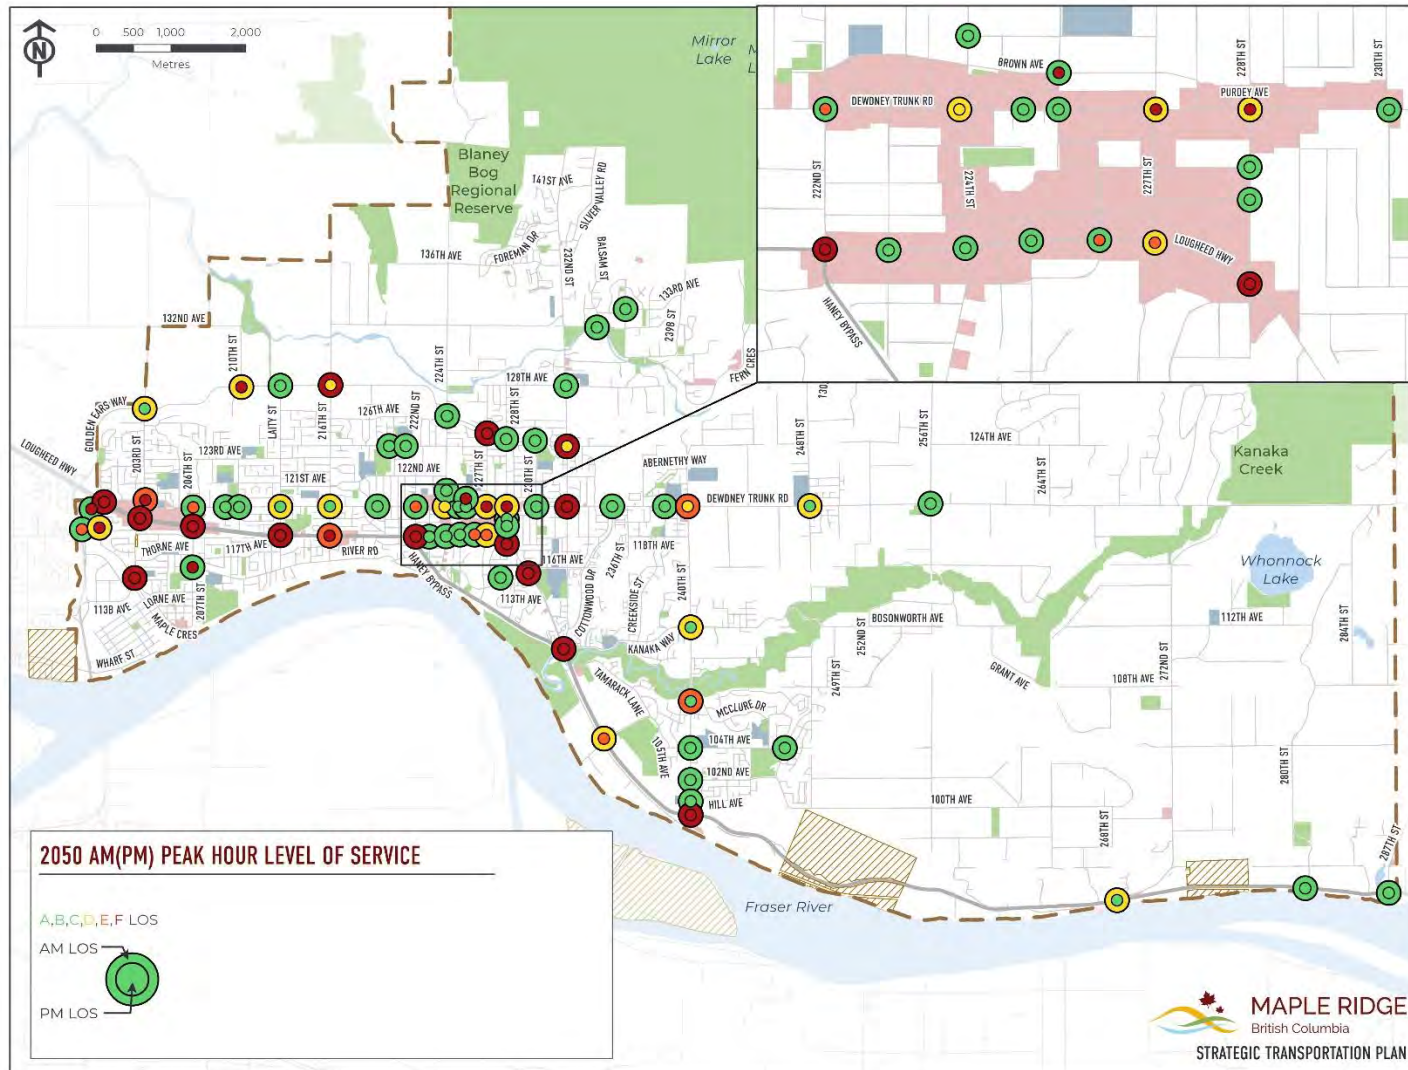 N
0 500 1,000 2,000
Metres
Mirror
Lake
M
L
Blaney
Bog
Regional
Reserve
141ST AVE
SILVER VALLEY RD
FOREMAN DR
136TH AVE
232ND ST
BALSAM ST
133RD AVE
239B ST
132ND AVE
210TH ST
224TH ST
128TH AVE
FERN CRES
GOLDEN EARS WAY
LAITY ST
216TH ST
126TH AVE
222ND ST
228TH ST
LOUGHEED HWY
203RD ST
123RD AVE
206TH ST
121ST AVE
122ND AVE
227TH ST
230TH ST
ABERNETHY WAY
248TH ST
256TH ST
124TH AVE
264TH ST
Kanaka
Creek
DEWDNEY TRUNK RD
THORNE AVE
117TH AVE
RIVER RD
HANEY BYPASS
116TH AVE
118TH AVE
236TH ST
240TH ST
113B AVE
LORNE AVE
207TH ST
MAPLE CRES
WHARF ST
113TH AVE
COTTONWOOD DR
CREEKSIDE ST
KANAKA WAY
252ND ST
BOSONWORTH AVE
Whonnock
Lake
112TH AVE
284TH ST
272ND ST
249TH ST
GRANT AVE
108TH AVE
TAMARACK LANE
MCCLURE DR
104TH AVE
105TH AVE
102ND AVE
HILL AVE
100TH AVE
280TH ST
268TH ST
287TH ST
Fraser River
BROWN AVE
228TH ST
230TH ST
DEWDNEY TRUNK RD
PURDEY AVE
222ND ST
224TH ST
227TH ST
LOUGHEED HWY
HANEY BYPASS
2050 AM(PM) PEAK HOUR LEVEL OF SERVICE
A,B,C,D,E,F LOS
AM LOS
PM LOS
MAPLE RIDGE
British Columbia
STRATEGIC TRANSPORTATION PLAN